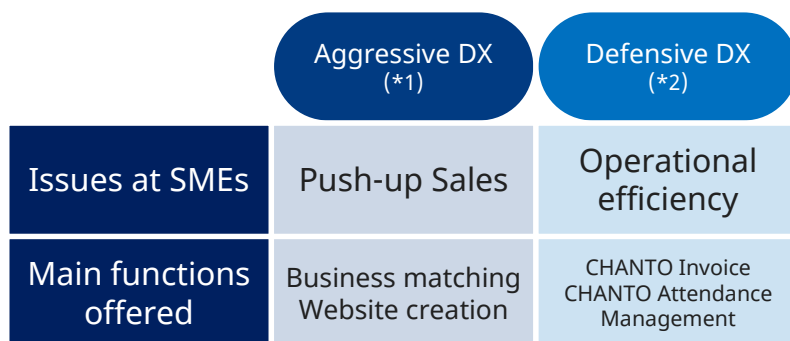 Aggressive DX
(*1)
Defensive DX
(*2)
Issues at SMEs
Push-up Sales
Operational
efficiency
Main functions
offered
Business matching
Website creation
CHANTO Invoice
CHANTO Attendance
Management